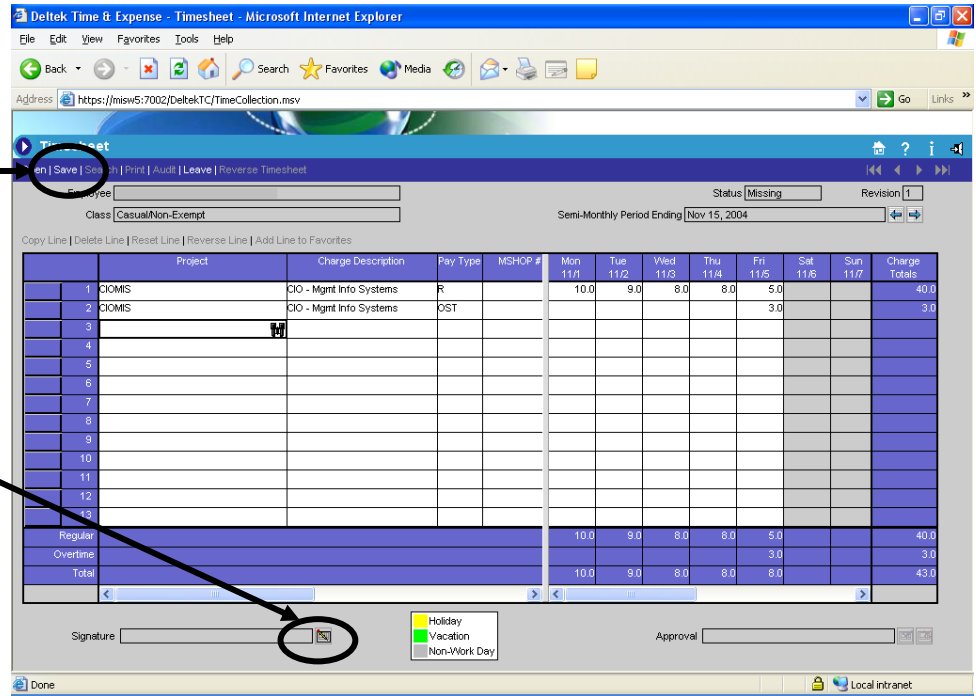 Deltek Time & Expense - Timesheet - Microsoft Internet Explorer
File Edit View Favorites Tools Help
Back Search Favorites Media
Address https://misw5:7002/DeltekTC/TimeCollection.msv Go Links »
Timesheet
Save | Search | Print | Audit | Leave | Reverse Timesheet
Employee Status Missing Revision 1
Class Casual/Non-Exempt Semi-Monthly Period Ending Nov 15, 2004
Copy Line | Delete Line | Reset Line | Reverse Line | Add Line to Favorites
Project Charge Description Pay Type MSHOP # Mon 11/1 Tue 11/2 Wed 11/3 Thu 11/4 Fri 11/5 Sat 11/6 Sun 11/7 Charge Totals
1 CIOMIS CIO - Mgmt Info Systems R 10.0 9.0 8.0 8.0 5.0 40.0
2 CIOMIS CIO - Mgmt Info Systems OST 3.0 3.0
3
4
5
6
7
8
9
10
11
12
13
Regular 10.0 9.0 8.0 8.0 5.0 40.0
Overtime 3.0 3.0
Total 10.0 9.0 8.0 8.0 8.0 43.0
Signature
Holiday
Vacation
Non-Work Day
Approval
Done Local intranet